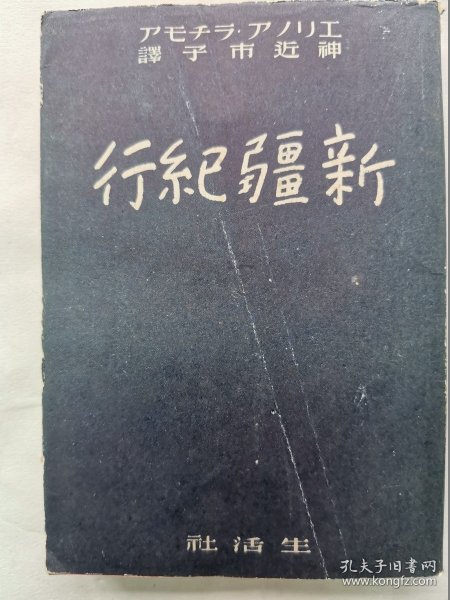 エリノア・ラチモア
神近市子譯
新疆紀行
生活社
孔夫子旧书网
www.kongfz.com